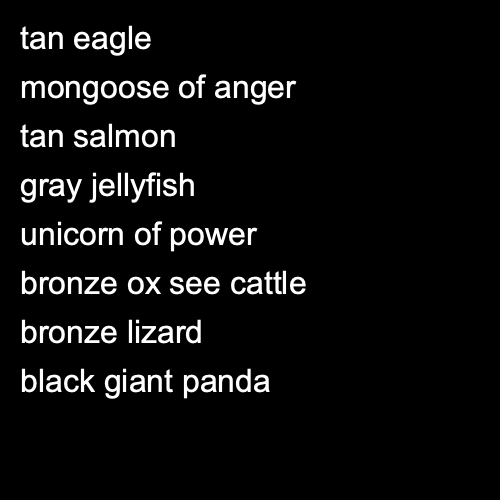 tan eagle
mongoose of anger
tan salmon
gray jellyfish
unicorn of power
bronze ox see cattle
bronze lizard
black giant panda